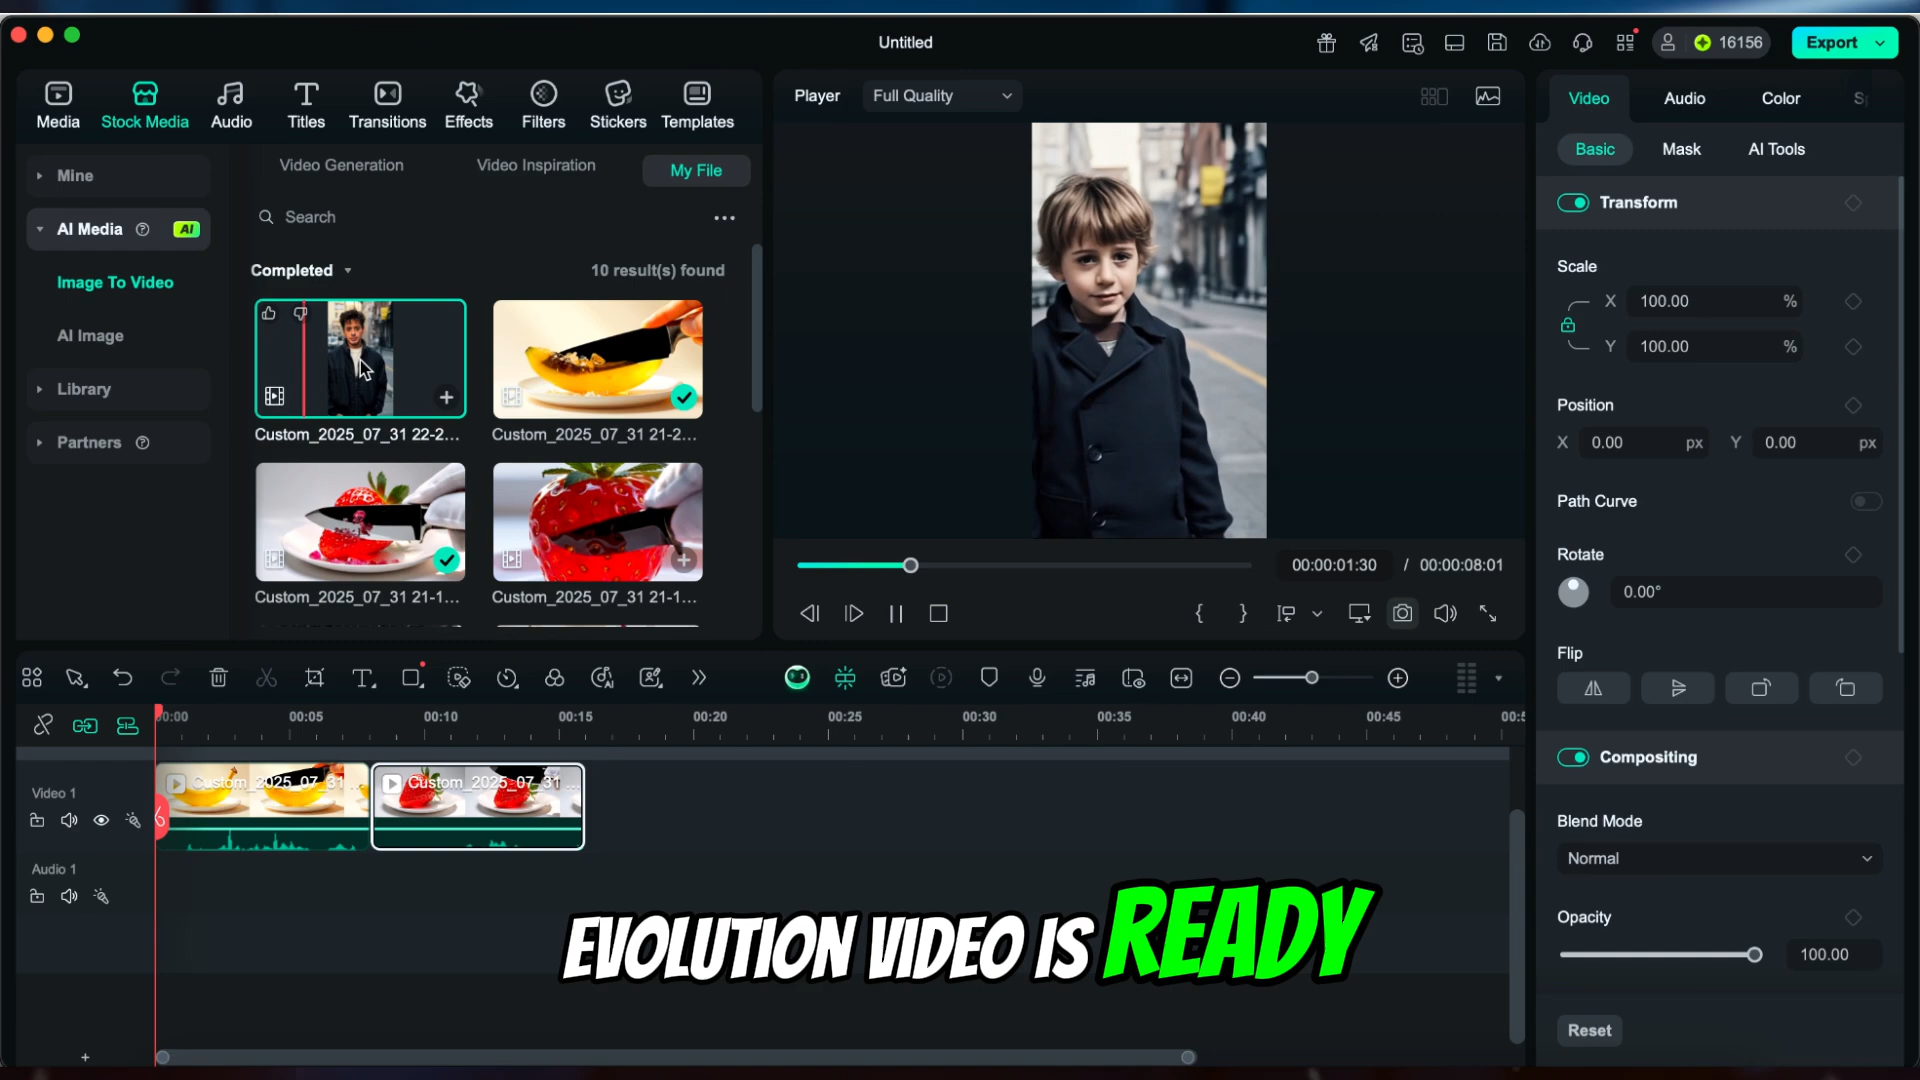 Untitled
16156
Export
Media
Stock Media
Audio
Titles
Transitions
Effects
Filters
Stickers
Templates
Player
Full Quality
Video
Audio
Color
Basic
Mask
AI Tools
Mine
AI Media
AI
Image To Video
AI Image
Library
Partners
Video Generation
Video Inspiration
My File
Search
Completed
10 result(s) found
Custom_2025_07_31 22-2...
Custom_2025_07_31 21-2...
Custom_2025_07_31 21-1...
Custom_2025_07_31 21-1...
00:00:01:30 / 00:00:08:01
Transform
Scale
X 100.00 %
Y 100.00 %
Position
X 0.00 px Y 0.00 px
Path Curve
Rotate
0.00°
Flip
Compositing
Blend Mode
Normal
Opacity
100.00
Reset
00:05 00:10 00:15 00:20 00:25 00:30 00:35 00:40 00:45
Video 1
Custom_2025_07_31 ...
Custom_2025_07_31 ...
Audio 1
EVOLUTION VIDEO IS READY